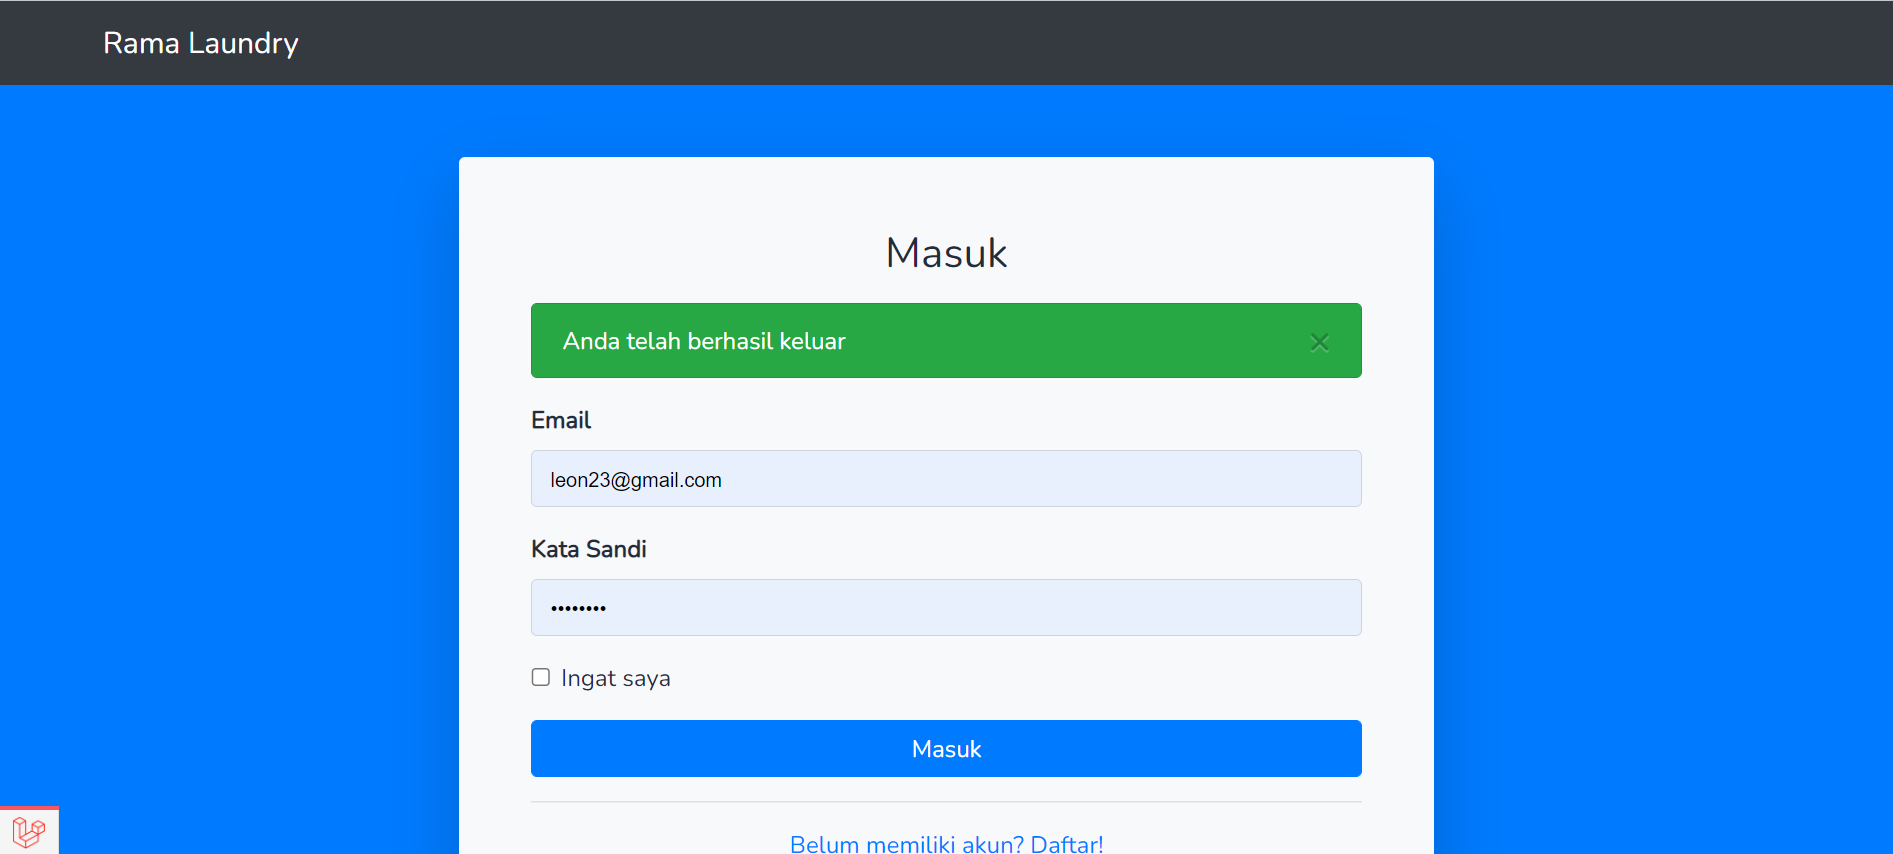 Rama Laundry
Masuk
Anda telah berhasil keluar ×
Email
leon23@gmail.com
Kata Sandi
••••••••
Ingat saya
Masuk
Belum memiliki akun? Daftar!